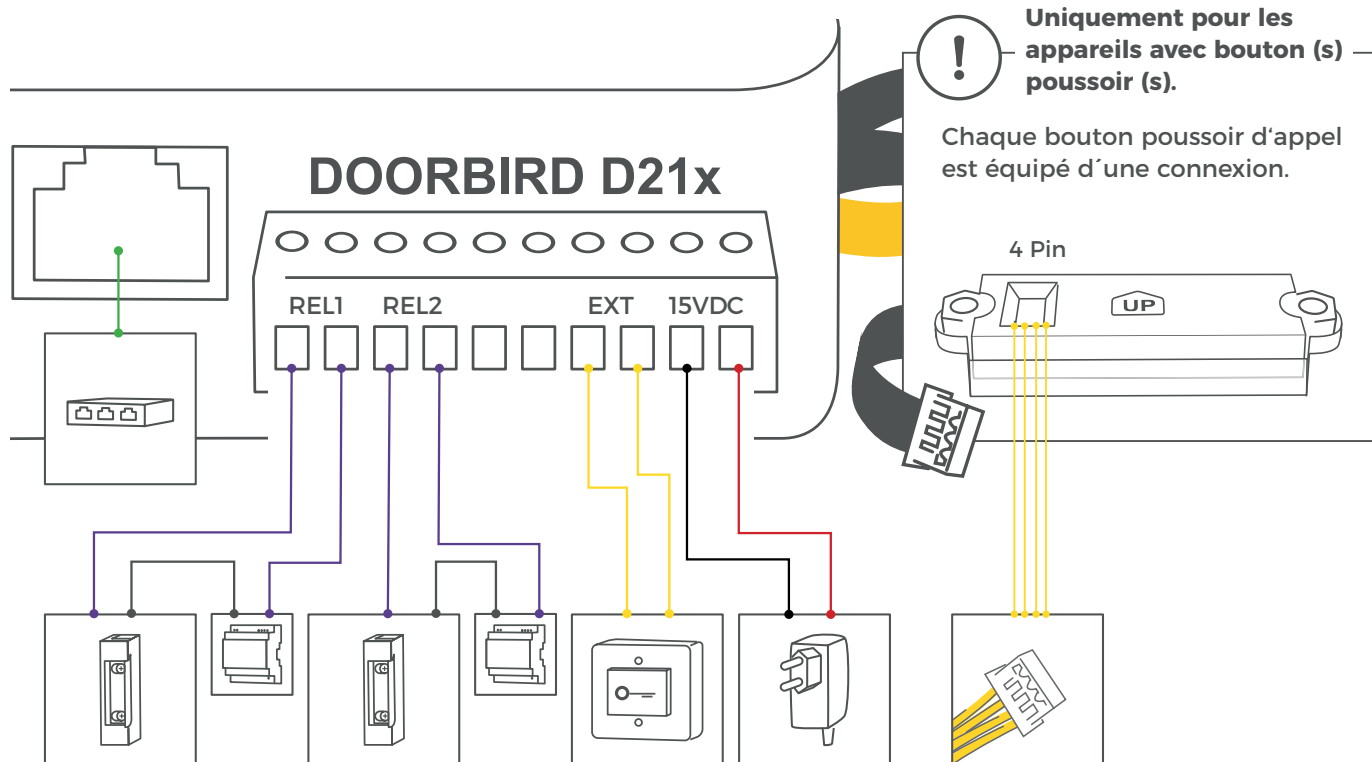 Uniquement pour les
appareils avec bouton (s)
poussoir (s).
Chaque bouton poussoir d‘appel
est équipé d´une connexion.
DOORBIRD D21x
REL1 REL2 EXT 15VDC
4 Pin
UP